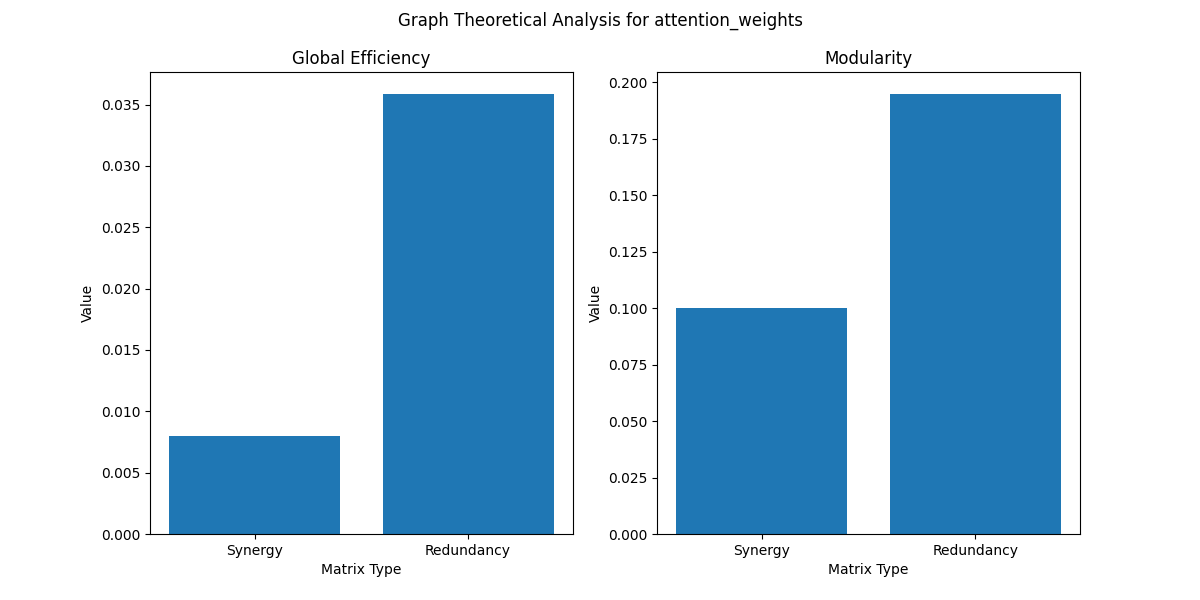 Graph Theoretical Analysis for attention_weights
Global Efficiency
0.035
0.030
0.025
0.020
0.015
0.010
0.005
0.000
Value
Synergy Redundancy
Matrix Type
Modularity
0.200
0.175
0.150
0.125
0.100
0.075
0.050
0.025
0.000
Value
Synergy Redundancy
Matrix Type